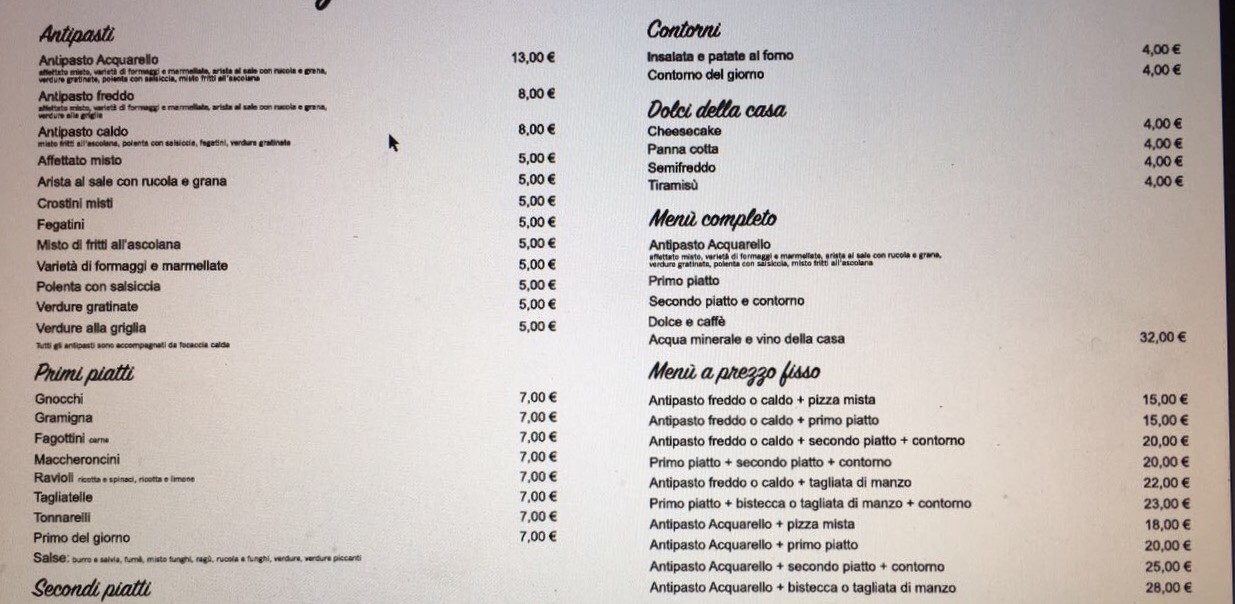 Antipasti
Antipasto Acquarello 13,00 €
affettato misto, varietà di formaggi e marmellate, arista al sale con rucola e grana,
verdure gratinate, polenta con salsiccia, misto fritti all'ascolana
Antipasto freddo 8,00 €
affettato misto, varietà di formaggi e marmellate, arista al sale con rucola e grana,
verdure alla griglia
Antipasto caldo 8,00 €
misto fritti all'ascolana, polenta con salsiccia, fegatini, verdure gratinate
Affettato misto 5,00 €
Arista al sale con rucola e grana 5,00 €
Crostini misti 5,00 €
Fegatini 5,00 €
Misto di fritti all'ascolana 5,00 €
Varietà di formaggi e marmellate 5,00 €
Polenta con salsiccia 5,00 €
Verdure gratinate 5,00 €
Verdure alla griglia 5,00 €
Tutti gli antipasti sono accompagnati da focaccia calda
Primi piatti
Gnocchi 7,00 €
Gramigna 7,00 €
Fagottini carne 7,00 €
Maccheroncini 7,00 €
Ravioli ricotta e spinaci, ricotta e limone 7,00 €
Tagliatelle 7,00 €
Tonnarelli 7,00 €
Primo del giorno 7,00 €
Salse: burro e salvia, fumè, misto funghi, ragù, rucola e funghi, verdure, verdure piccanti
Secondi piatti
Contorni
Insalata e patate al forno 4,00 €
Contorno del giorno 4,00 €
Dolci della casa
Cheesecake 4,00 €
Panna cotta 4,00 €
Semifreddo 4,00 €
Tiramisù 4,00 €
Menù completo
Antipasto Acquarello
affettato misto, varietà di formaggi e marmellate, arista al sale con rucola e grana,
verdure gratinate, polenta con salsiccia, misto fritti all'ascolana
Primo piatto
Secondo piatto e contorno
Dolce e caffè
Acqua minerale e vino della casa 32,00 €
Menù a prezzo fisso
Antipasto freddo o caldo + pizza mista 15,00 €
Antipasto freddo o caldo + primo piatto 15,00 €
Antipasto freddo o caldo + secondo piatto + contorno 20,00 €
Primo piatto + secondo piatto + contorno 20,00 €
Antipasto freddo o caldo + tagliata di manzo 22,00 €
Primo piatto + bistecca o tagliata di manzo + contorno 23,00 €
Antipasto Acquarello + pizza mista 18,00 €
Antipasto Acquarello + primo piatto 20,00 €
Antipasto Acquarello + secondo piatto + contorno 25,00 €
Antipasto Acquarello + bistecca o tagliata di manzo 28,00 €